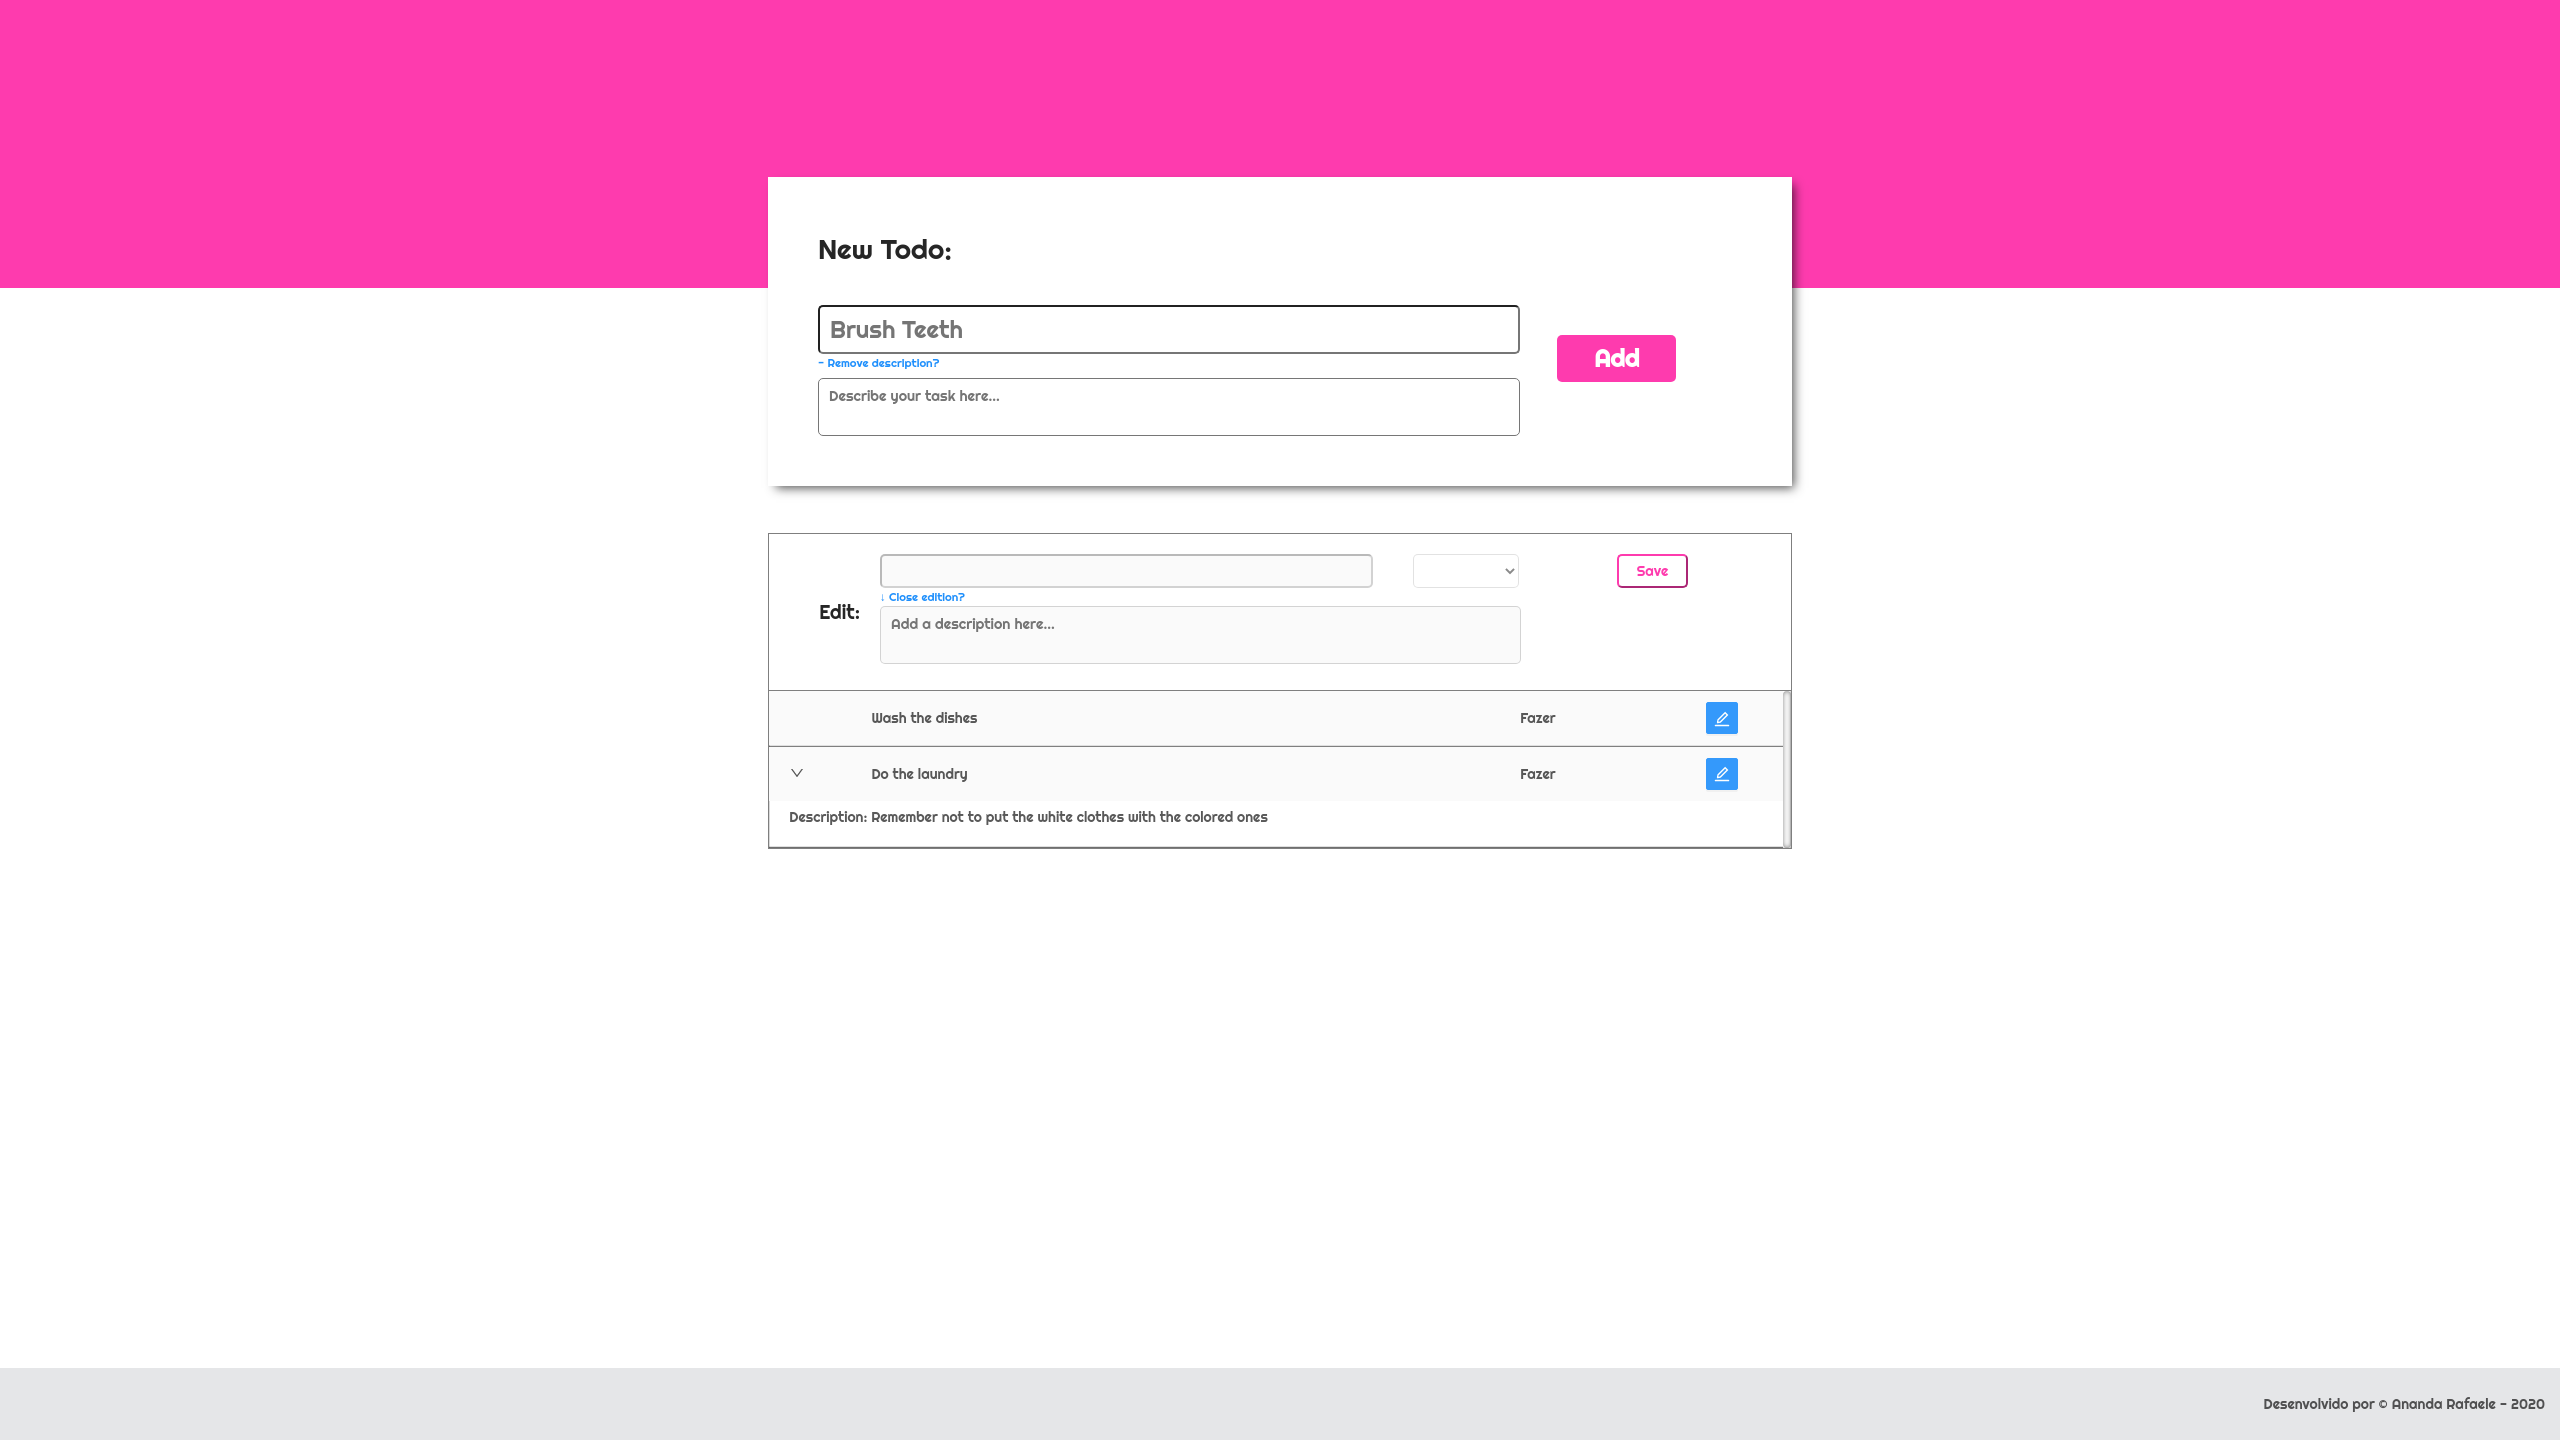 New Todo:
Brush Teeth
- Remove description?
Add
Describe your task here...
Save
↓ Close edition?
Edit:
Add a description here...
Wash the dishes Fazer
Do the laundry Fazer
Description: Remember not to put the white clothes with the colored ones
Desenvolvido por © Ananda Rafaele - 2020